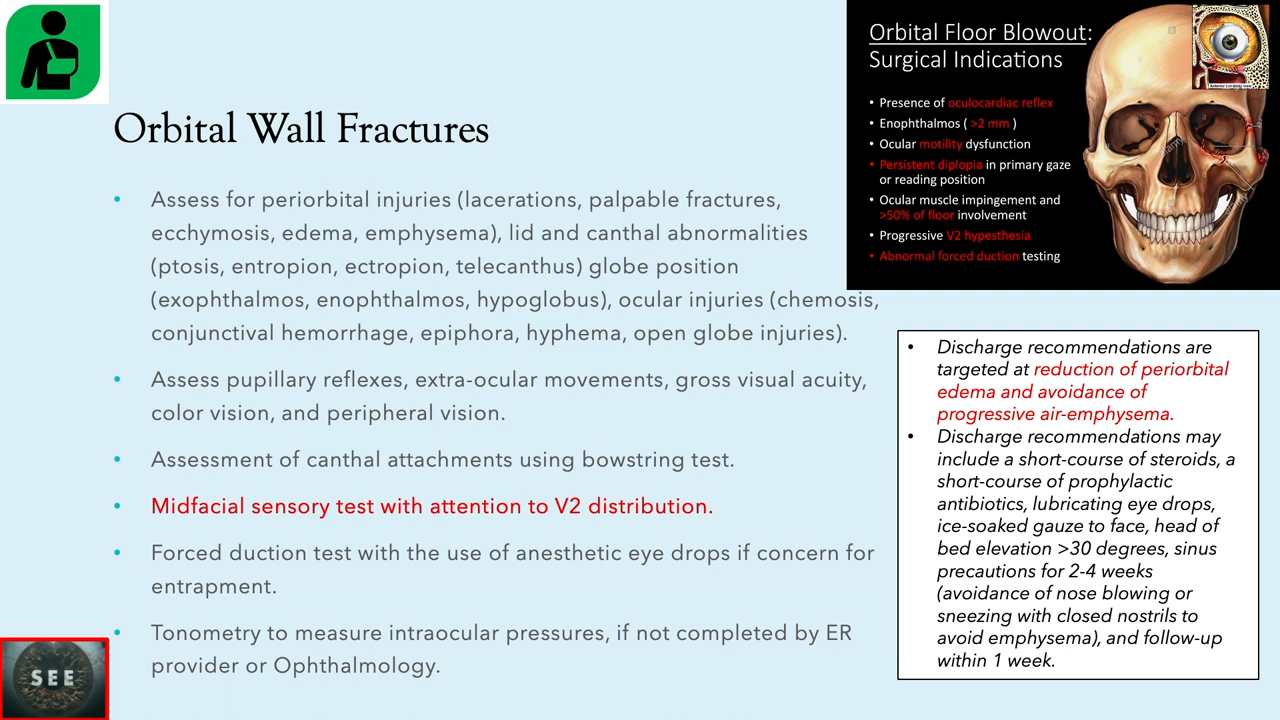 Orbital Wall Fractures
• Assess for periorbital injuries (lacerations, palpable fractures,
ecchymosis, edema, emphysema), lid and canthal abnormalities
(ptosis, entropion, ectropion, telecanthus) globe position
(exophthalmos, enophthalmos, hypoglobus), ocular injuries (chemosis,
conjunctival hemorrhage, epiphora, hyphema, open globe injuries).
• Assess pupillary reflexes, extra-ocular movements, gross visual acuity,
color vision, and peripheral vision.
• Assessment of canthal attachments using bowstring test.
• Midfacial sensory test with attention to V2 distribution.
• Forced duction test with the use of anesthetic eye drops if concern for
entrapment.
• Tonometry to measure intraocular pressures, if not completed by ER
provider or Ophthalmology.
SEE
Orbital Floor Blowout:
Surgical Indications
• Presence of oculocardiac reflex
• Enophthalmos ( >2 mm )
• Ocular motility dysfunction
• Persistent diplopia in primary gaze
or reading position
• Ocular muscle impingement and
>50% of floor involvement
• Progressive V2 hypesthesia
• Abnormal forced duction testing
• Discharge recommendations are
targeted at reduction of periorbital
edema and avoidance of
progressive air-emphysema.
• Discharge recommendations may
include a short-course of steroids, a
short-course of prophylactic
antibiotics, lubricating eye drops,
ice-soaked gauze to face, head of
bed elevation >30 degrees, sinus
precautions for 2-4 weeks
(avoidance of nose blowing or
sneezing with closed nostrils to
avoid emphysema), and follow-up
within 1 week.